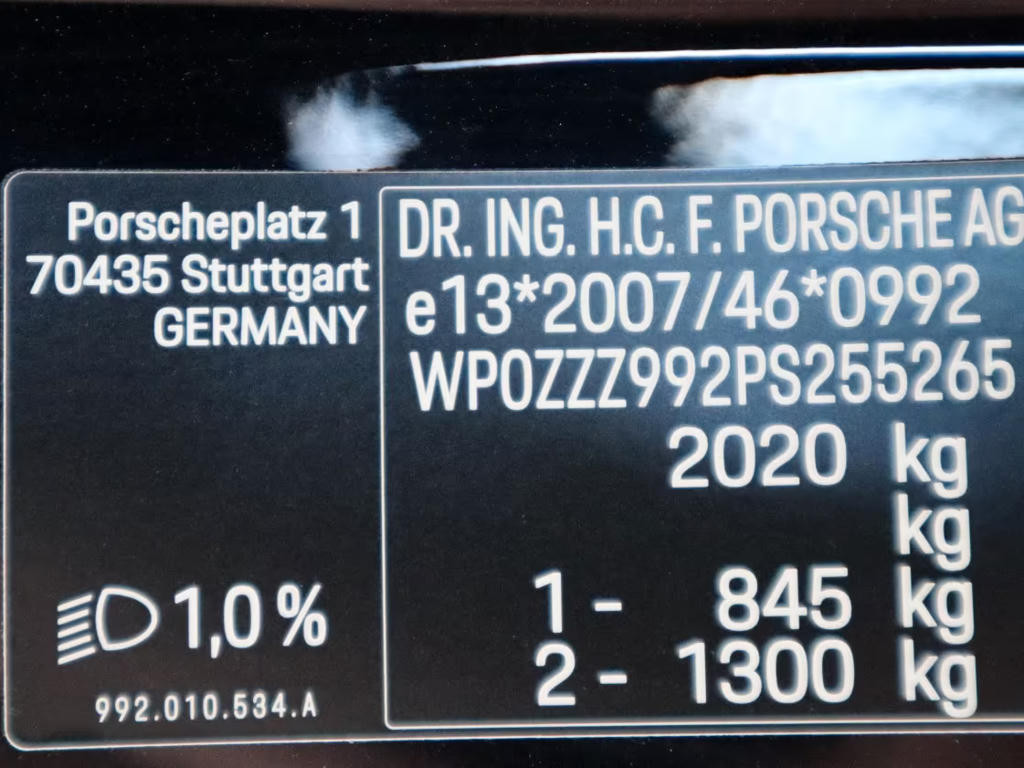 Porscheplatz 1
70435 Stuttgart
GERMANY
DR. ING. H.C. F. PORSCHE AG
e13*2007/46*0992
WP0ZZZ992PS255265
2020 kg
kg
1 - 845 kg
2 - 1300 kg
1,0 %
992.010.534.A